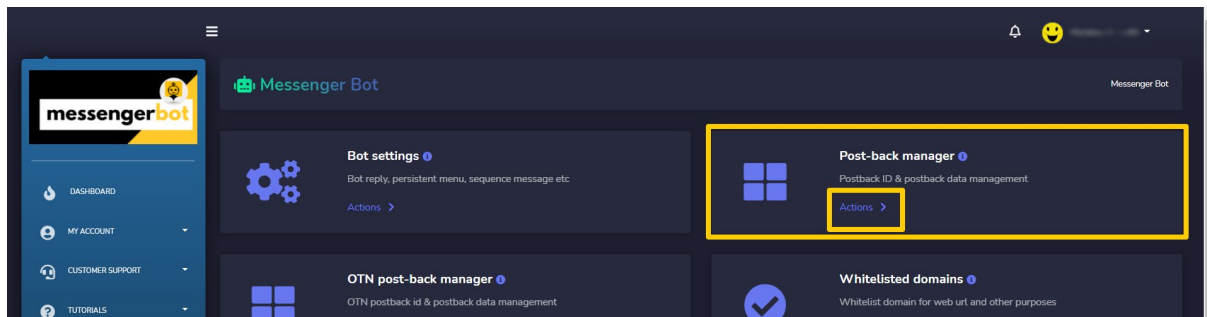 Messenger Bot
Messenger Bot
messengerbot
Bot settings
Bot reply, persistent menu, sequence message etc
Actions >
Post-back manager
Postback ID & postback data management
Actions >
DASHBOARD
MY ACCOUNT
CUSTOMER SUPPORT
TUTORIALS
OTN post-back manager
OTN postback id & postback data management
Whitelisted domains
Whitelist domain for web url and other purposes